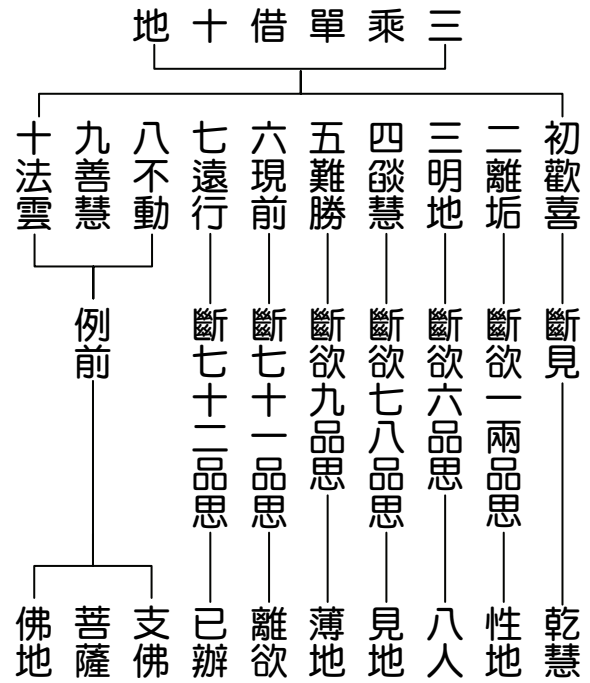 三乘單借十地
初歡喜
二離垢
三明地
四燄慧
五難勝
六現前
七遠行
八不動
九善慧
十法雲
斷見
斷欲一兩品思
斷欲六品思
斷欲七八品思
斷欲九品思
斷七十一品思
斷七十二品思
例前
乾慧
性地
八人
見地
薄地
離欲
已辦
支佛
菩薩
佛地